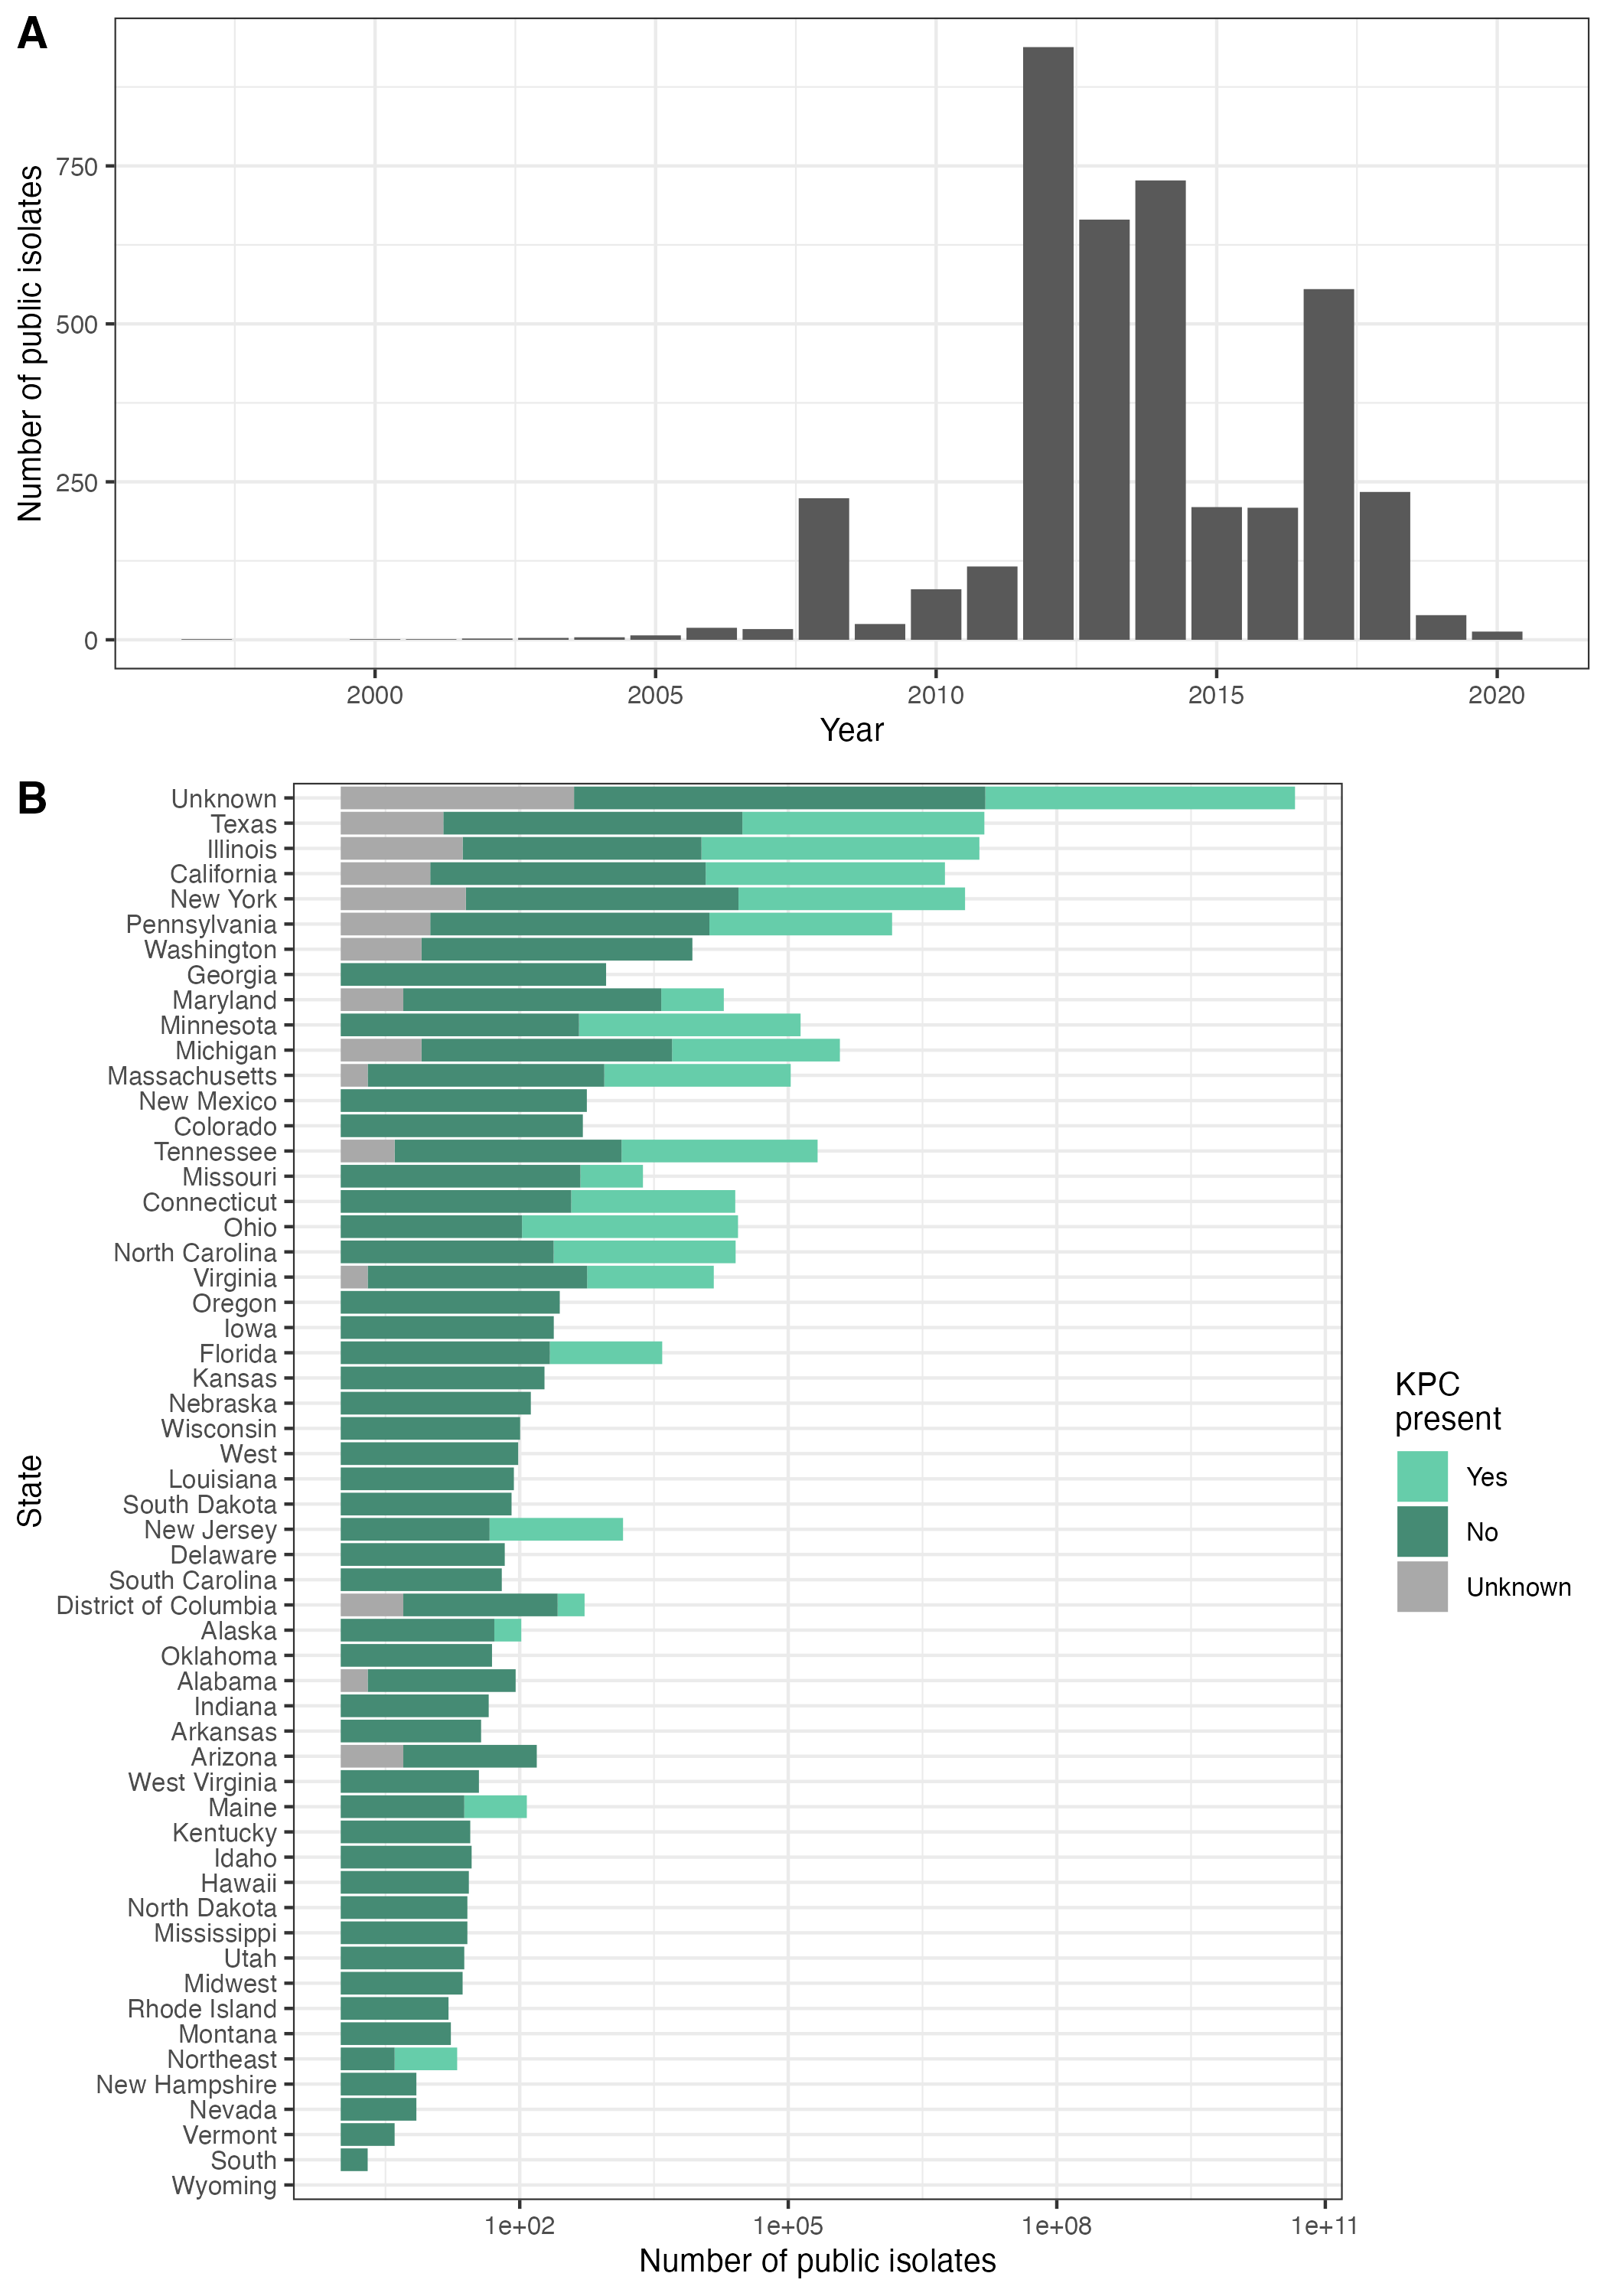 A
Number of public isolates
750
500
250
0
2000
2005
2010
2015
2020
Year
B
State
Unknown
Texas
Illinois
California
New York
Pennsylvania
Washington
Georgia
Maryland
Minnesota
Michigan
Massachusetts
New Mexico
Colorado
Tennessee
Missouri
Connecticut
Ohio
North Carolina
Virginia
Oregon
Iowa
Florida
Kansas
Nebraska
Wisconsin
West
Louisiana
South Dakota
New Jersey
Delaware
South Carolina
District of Columbia
Alaska
Oklahoma
Alabama
Indiana
Arkansas
Arizona
West Virginia
Maine
Kentucky
Idaho
Hawaii
North Dakota
Mississippi
Utah
Midwest
Rhode Island
Montana
Northeast
New Hampshire
Nevada
Vermont
South
Wyoming
1e+02
1e+05
1e+08
1e+11
Number of public isolates
KPC
present
Yes
No
Unknown